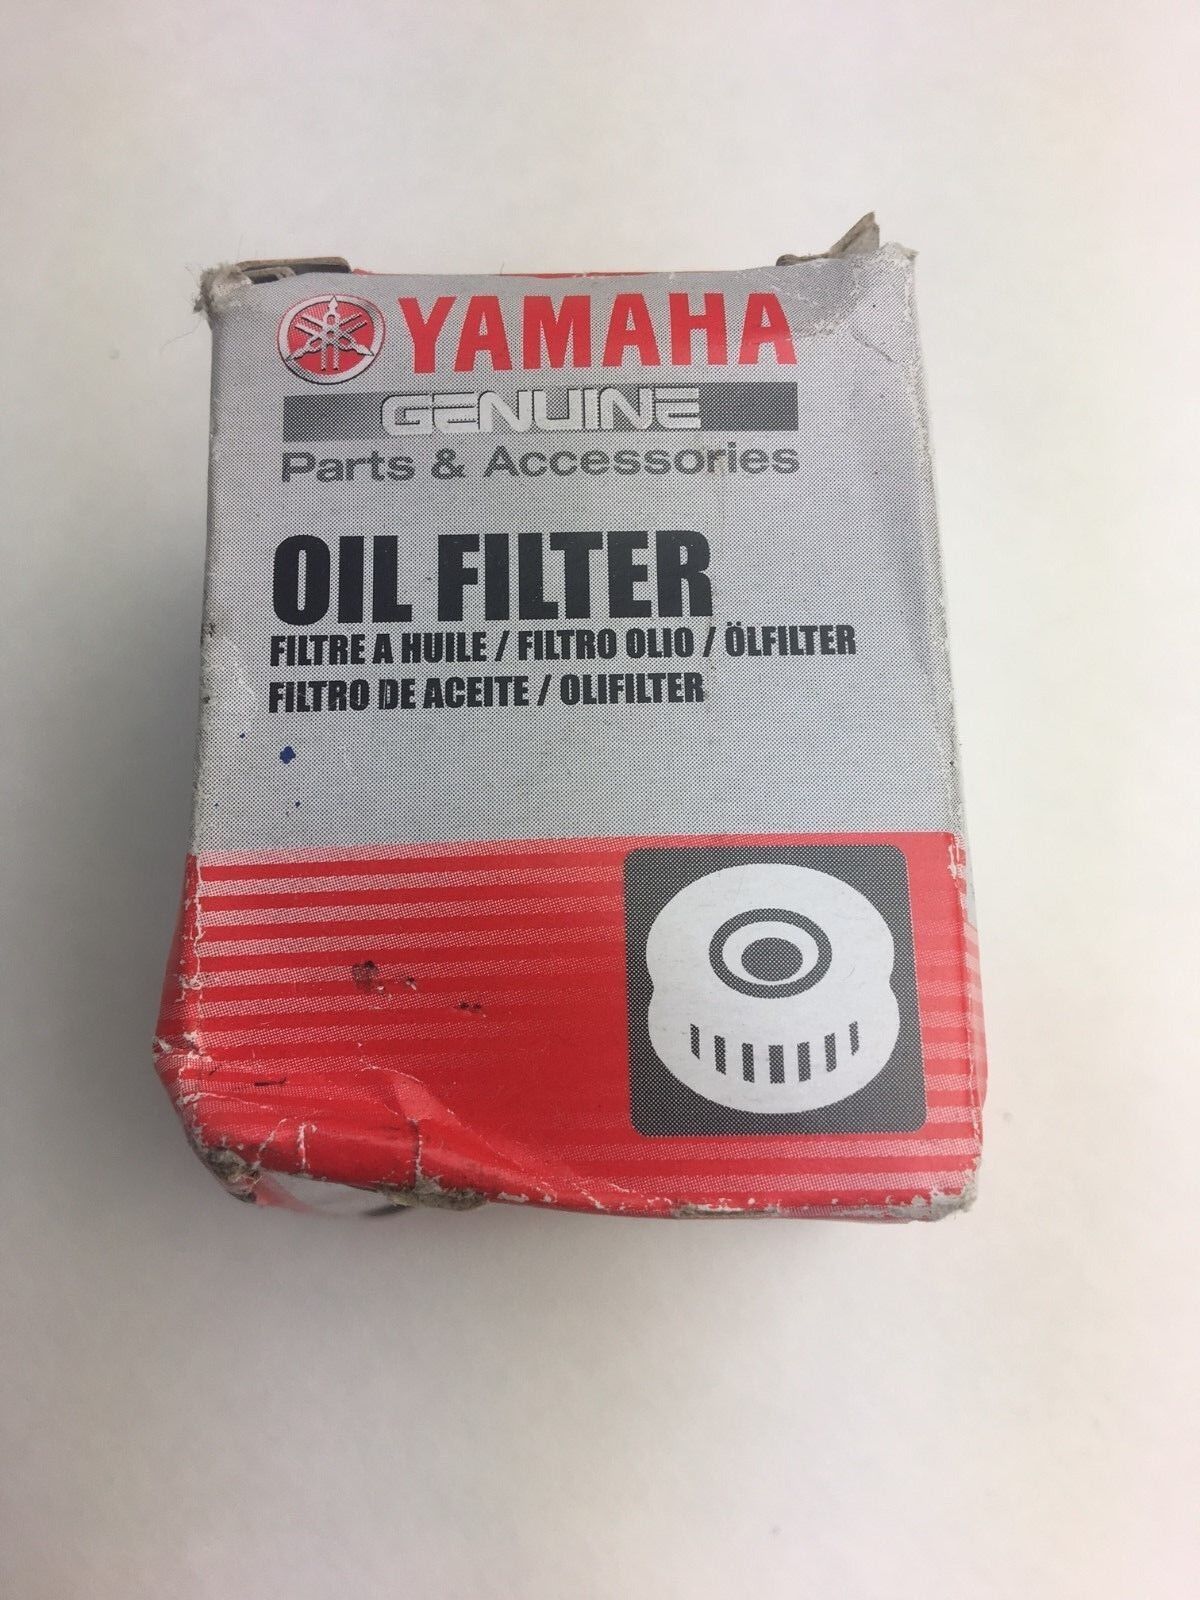 YAMAHA
GENUINE
Parts & Accessories
OIL FILTER
FILTRE A HUILE / FILTRO OLIO / ÖLFILTER
FILTRO DE ACEITE / OLIFILTER